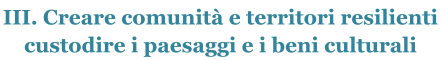 III. Creare comunità e territori resilienti
custodire i paesaggi e i beni culturali